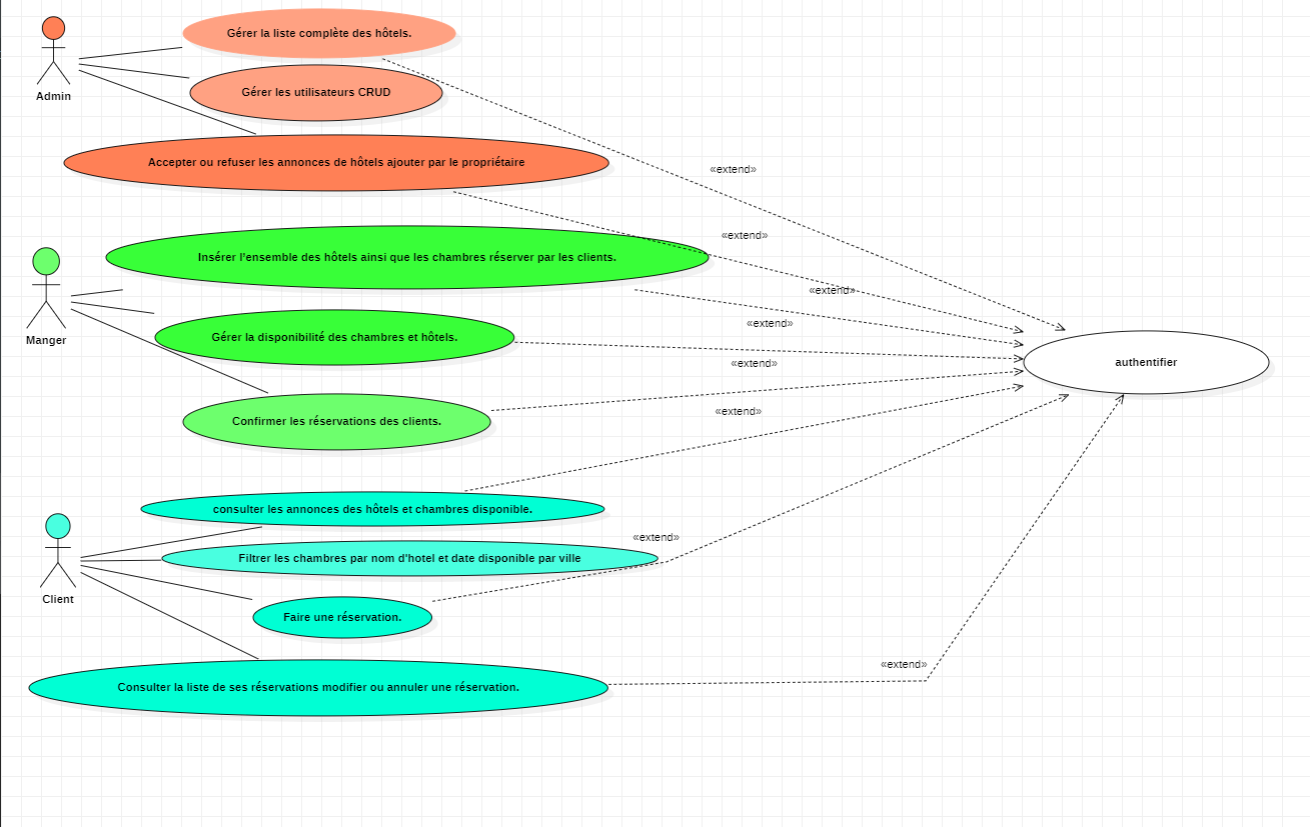 Gérer la liste complète des hôtels.
Gérer les utilisateurs CRUD
Admin
Accepter ou refuser les annonces de hôtels ajouter par le propriétaire
«extend»
«extend»
Insérer l'ensemble des hôtels ainsi que les chambres réserver par les clients.
«extend»
«extend»
Gérer la disponibilité des chambres et hôtels.
Manger
«extend»
authentifier
«extend»
Confirmer les réservations des clients.
consulter les annonces des hôtels et chambres disponible.
«extend»
Filtrer les chambres par nom d'hotel et date disponible par ville
Client
Faire une réservation.
«extend»
Consulter la liste de ses réservations modifier ou annuler une réservation.